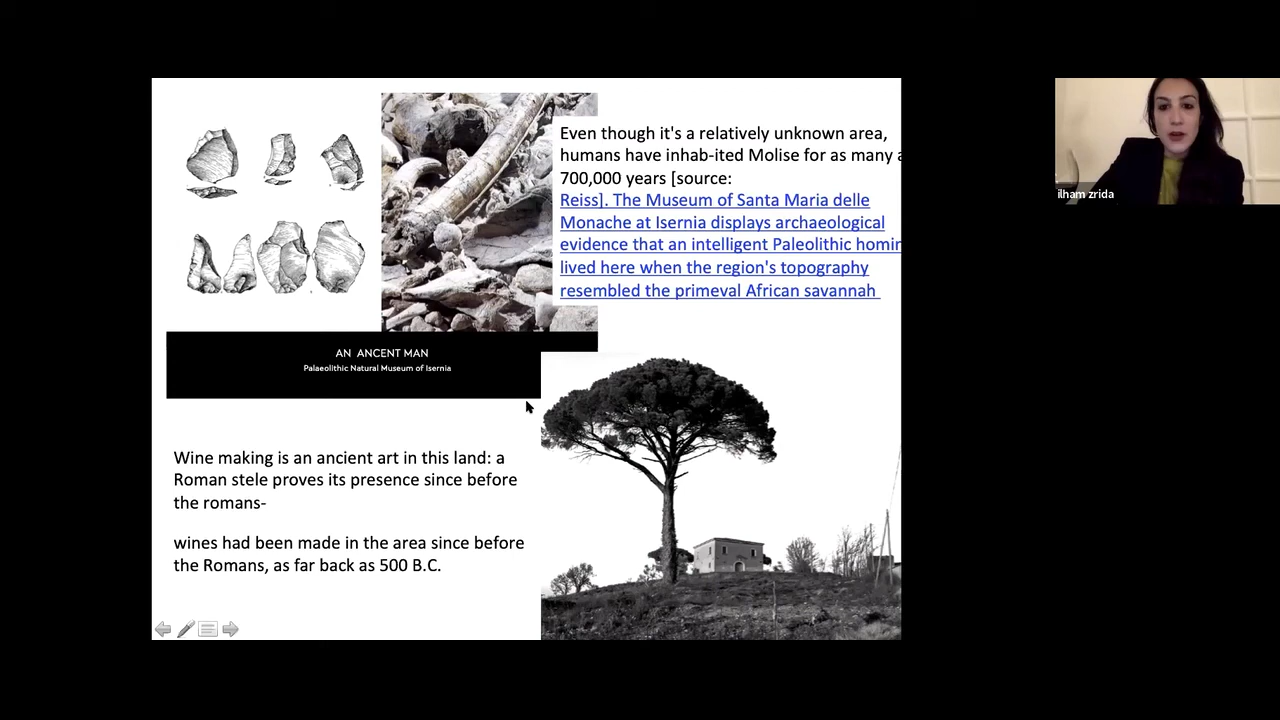 Even though it's a relatively unknown area,
humans have inhab-ited Molise for as many a
700,000 years [source:
Reiss]. The Museum of Santa Maria delle
Monache at Isernia displays archaeological
evidence that an intelligent Paleolithic homin
lived here when the region's topography
resembled the primeval African savannah
AN ANCENT MAN
Palaeolithic Natural Museum of Isernia
Wine making is an ancient art in this land: a
Roman stele proves its presence since before
the romans-
wines had been made in the area since before
the Romans, as far back as 500 B.C.
ilham zrida